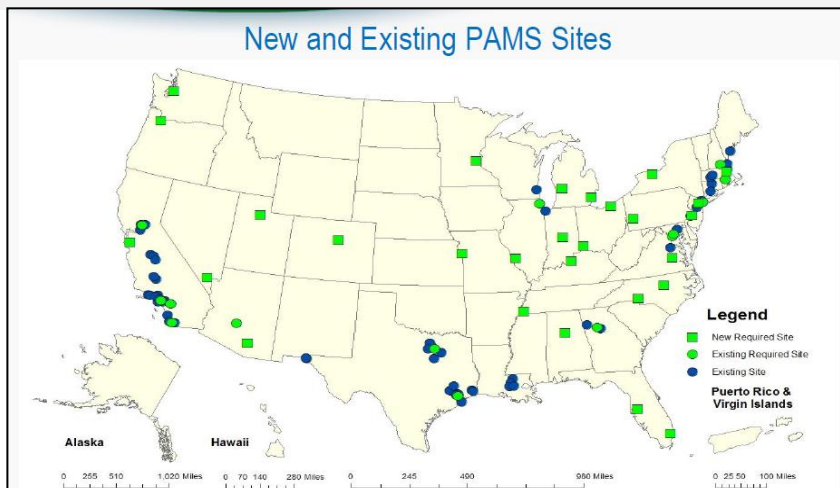 New and Existing PAMS Sites
Legend
New Required Site
Existing Required Site
Existing Site
Puerto Rico &
Virgin Islands
Alaska
Hawaii
0 255 510 1,020 Miles
0 70 140 280 Miles
0 245 490 980 Miles
0 25 50 100 Miles